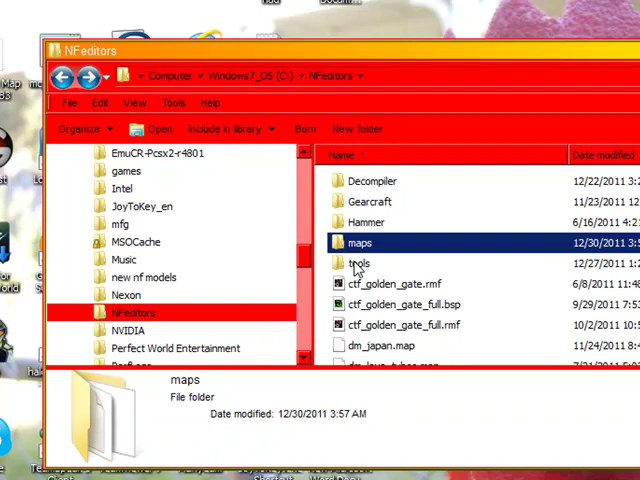 NFeditors
Computer Windows7_OS (C:) NFeditors
File Edit View Tools Help
Organize Open Include in library Burn New folder
Name Date modified
EmuCR-Pcsx2-r4801
games
Intel
JoyToKey_en
mfg
MSOCache
Music
new nf models
Nexon
NFeditors
NVIDIA
Perfect World Entertainment
Decompiler 12/22/2011 3:2
Gearcraft 11/23/2011 12
Hammer 6/16/2011 4:21
maps 12/30/2011 3:5
tools 12/27/2011 1:2
ctf_golden_gate.rmf 6/8/2011 11:48
ctf_golden_gate_full.bsp 9/29/2011 7:53
ctf_golden_gate_full.rmf 10/2/2011 10:5
dm_japan.map 11/24/2011 8:4
maps
File folder
Date modified: 12/30/2011 3:57 AM